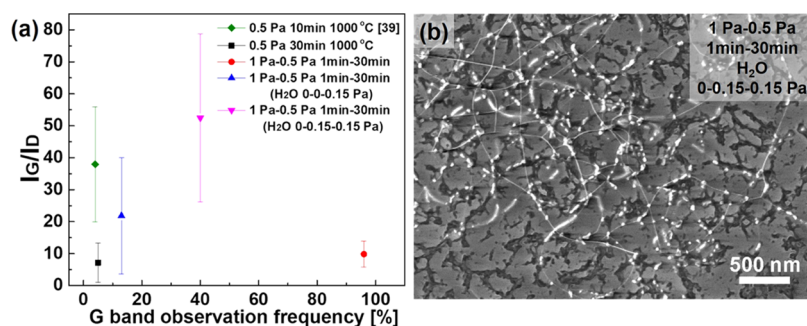 (a)
0.5 Pa 10min 1000 °C [39]
0.5 Pa 30min 1000 °C
1 Pa-0.5 Pa 1min-30min
1 Pa-0.5 Pa 1min-30min
(H₂O 0-0-0.15 Pa)
1 Pa-0.5 Pa 1min-30min
(H₂O 0-0.15-0.15 Pa)
I_G/I_D
80
70
60
50
40
30
20
10
0
0 20 40 60 80 100
G band observation frequency [%]
(b)
1 Pa-0.5 Pa
1min-30min
H₂O
0-0.15-0.15 Pa
500 nm